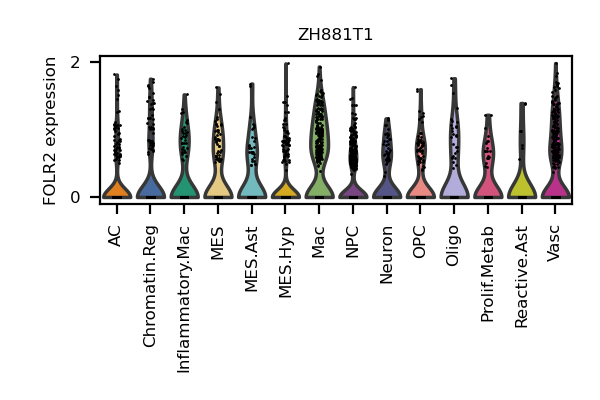 ZH881T1
FOLR2 expression
2
0
AC
Chromatin.Reg
Inflammatory.Mac
MES
MES.Ast
MES.Hyp
Mac
NPC
Neuron
OPC
Oligo
Prolif.Metab
Reactive.Ast
Vasc